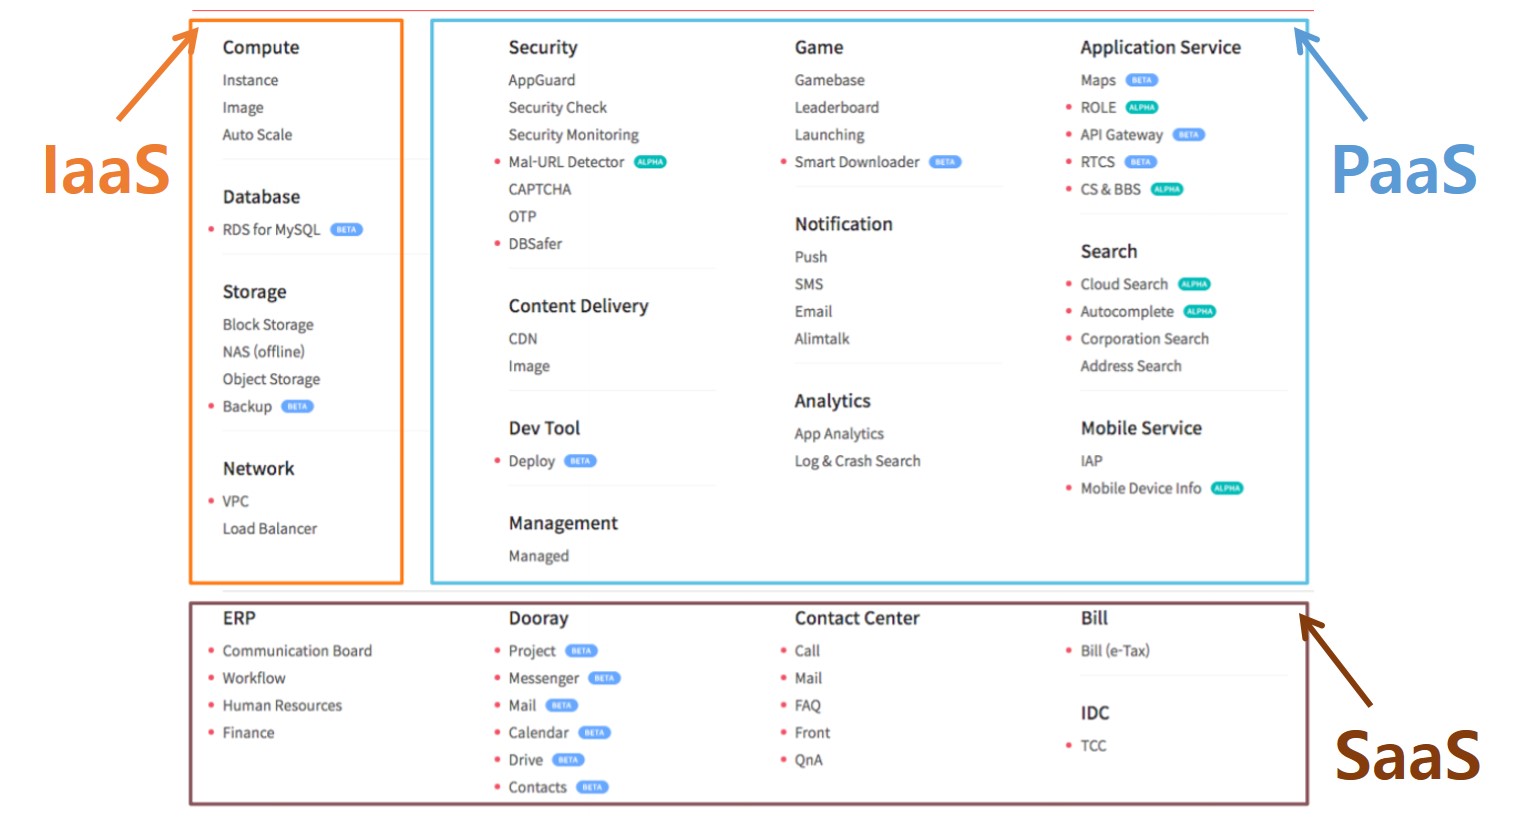 IaaS
Compute
Instance
Image
Auto Scale
Database
RDS for MySQL BETA
Storage
Block Storage
NAS (offline)
Object Storage
Backup BETA
Network
VPC
Load Balancer
Security
AppGuard
Security Check
Security Monitoring
Mal-URL Detector ALPHA
CAPTCHA
OTP
DBSafer
Content Delivery
CDN
Image
Dev Tool
Deploy BETA
Management
Managed
Game
Gamebase
Leaderboard
Launching
Smart Downloader BETA
Notification
Push
SMS
Email
Alimtalk
Analytics
App Analytics
Log & Crash Search
Application Service
Maps BETA
ROLE ALPHA
API Gateway BETA
RTCS BETA
CS & BBS ALPHA
Search
Cloud Search ALPHA
Autocomplete ALPHA
Corporation Search
Address Search
Mobile Service
IAP
Mobile Device Info ALPHA
PaaS
ERP
Communication Board
Workflow
Human Resources
Finance
Dooray
Project BETA
Messenger BETA
Mail BETA
Calendar BETA
Drive BETA
Contacts BETA
Contact Center
Call
Mail
FAQ
Front
QnA
Bill
Bill (e-Tax)
IDC
TCC
SaaS